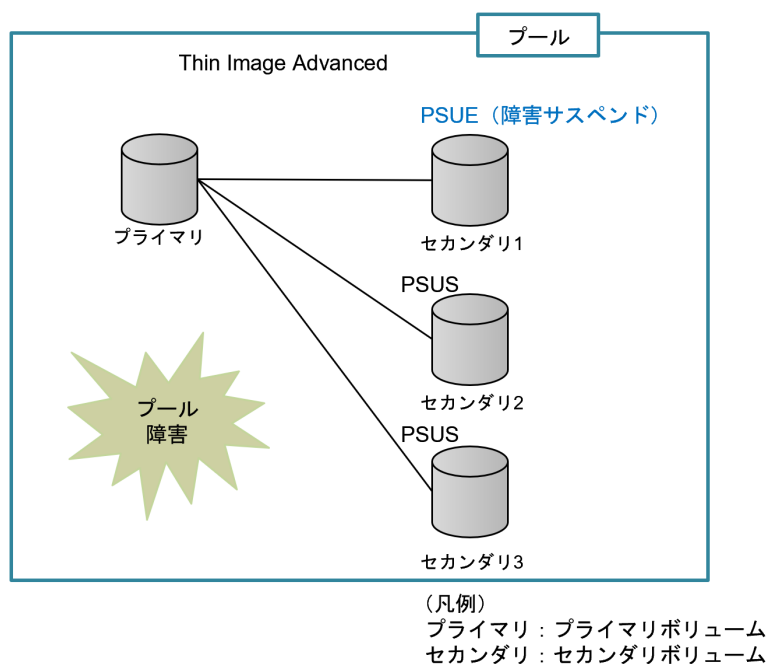 プール
Thin Image Advanced
PSUE（障害サスペンド）
プライマリ
セカンダリ1
PSUS
セカンダリ2
プール
障害
PSUS
セカンダリ3
（凡例）
プライマリ：プライマリボリューム
セカンダリ：セカンダリボリューム